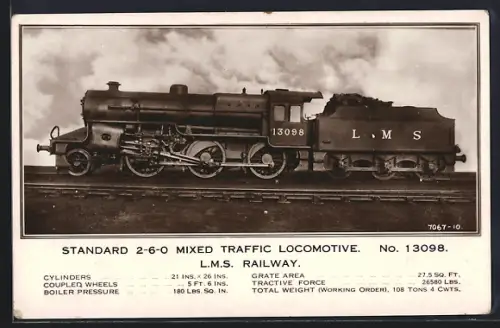 13098
L M S
7067-10.
STANDARD 2-6-0 MIXED TRAFFIC LOCOMOTIVE. No. 13098.
L.M.S. RAILWAY.
CYLINDERS 21 INS. × 26 INS. GRATE AREA 27.5 SQ. FT.
COUPLED WHEELS 5 FT. 6 INS. TRACTIVE FORCE 26580 LBS.
BOILER PRESSURE 180 LBS. SQ. IN. TOTAL WEIGHT (WORKING ORDER). 108 TONS 4 CWTS.